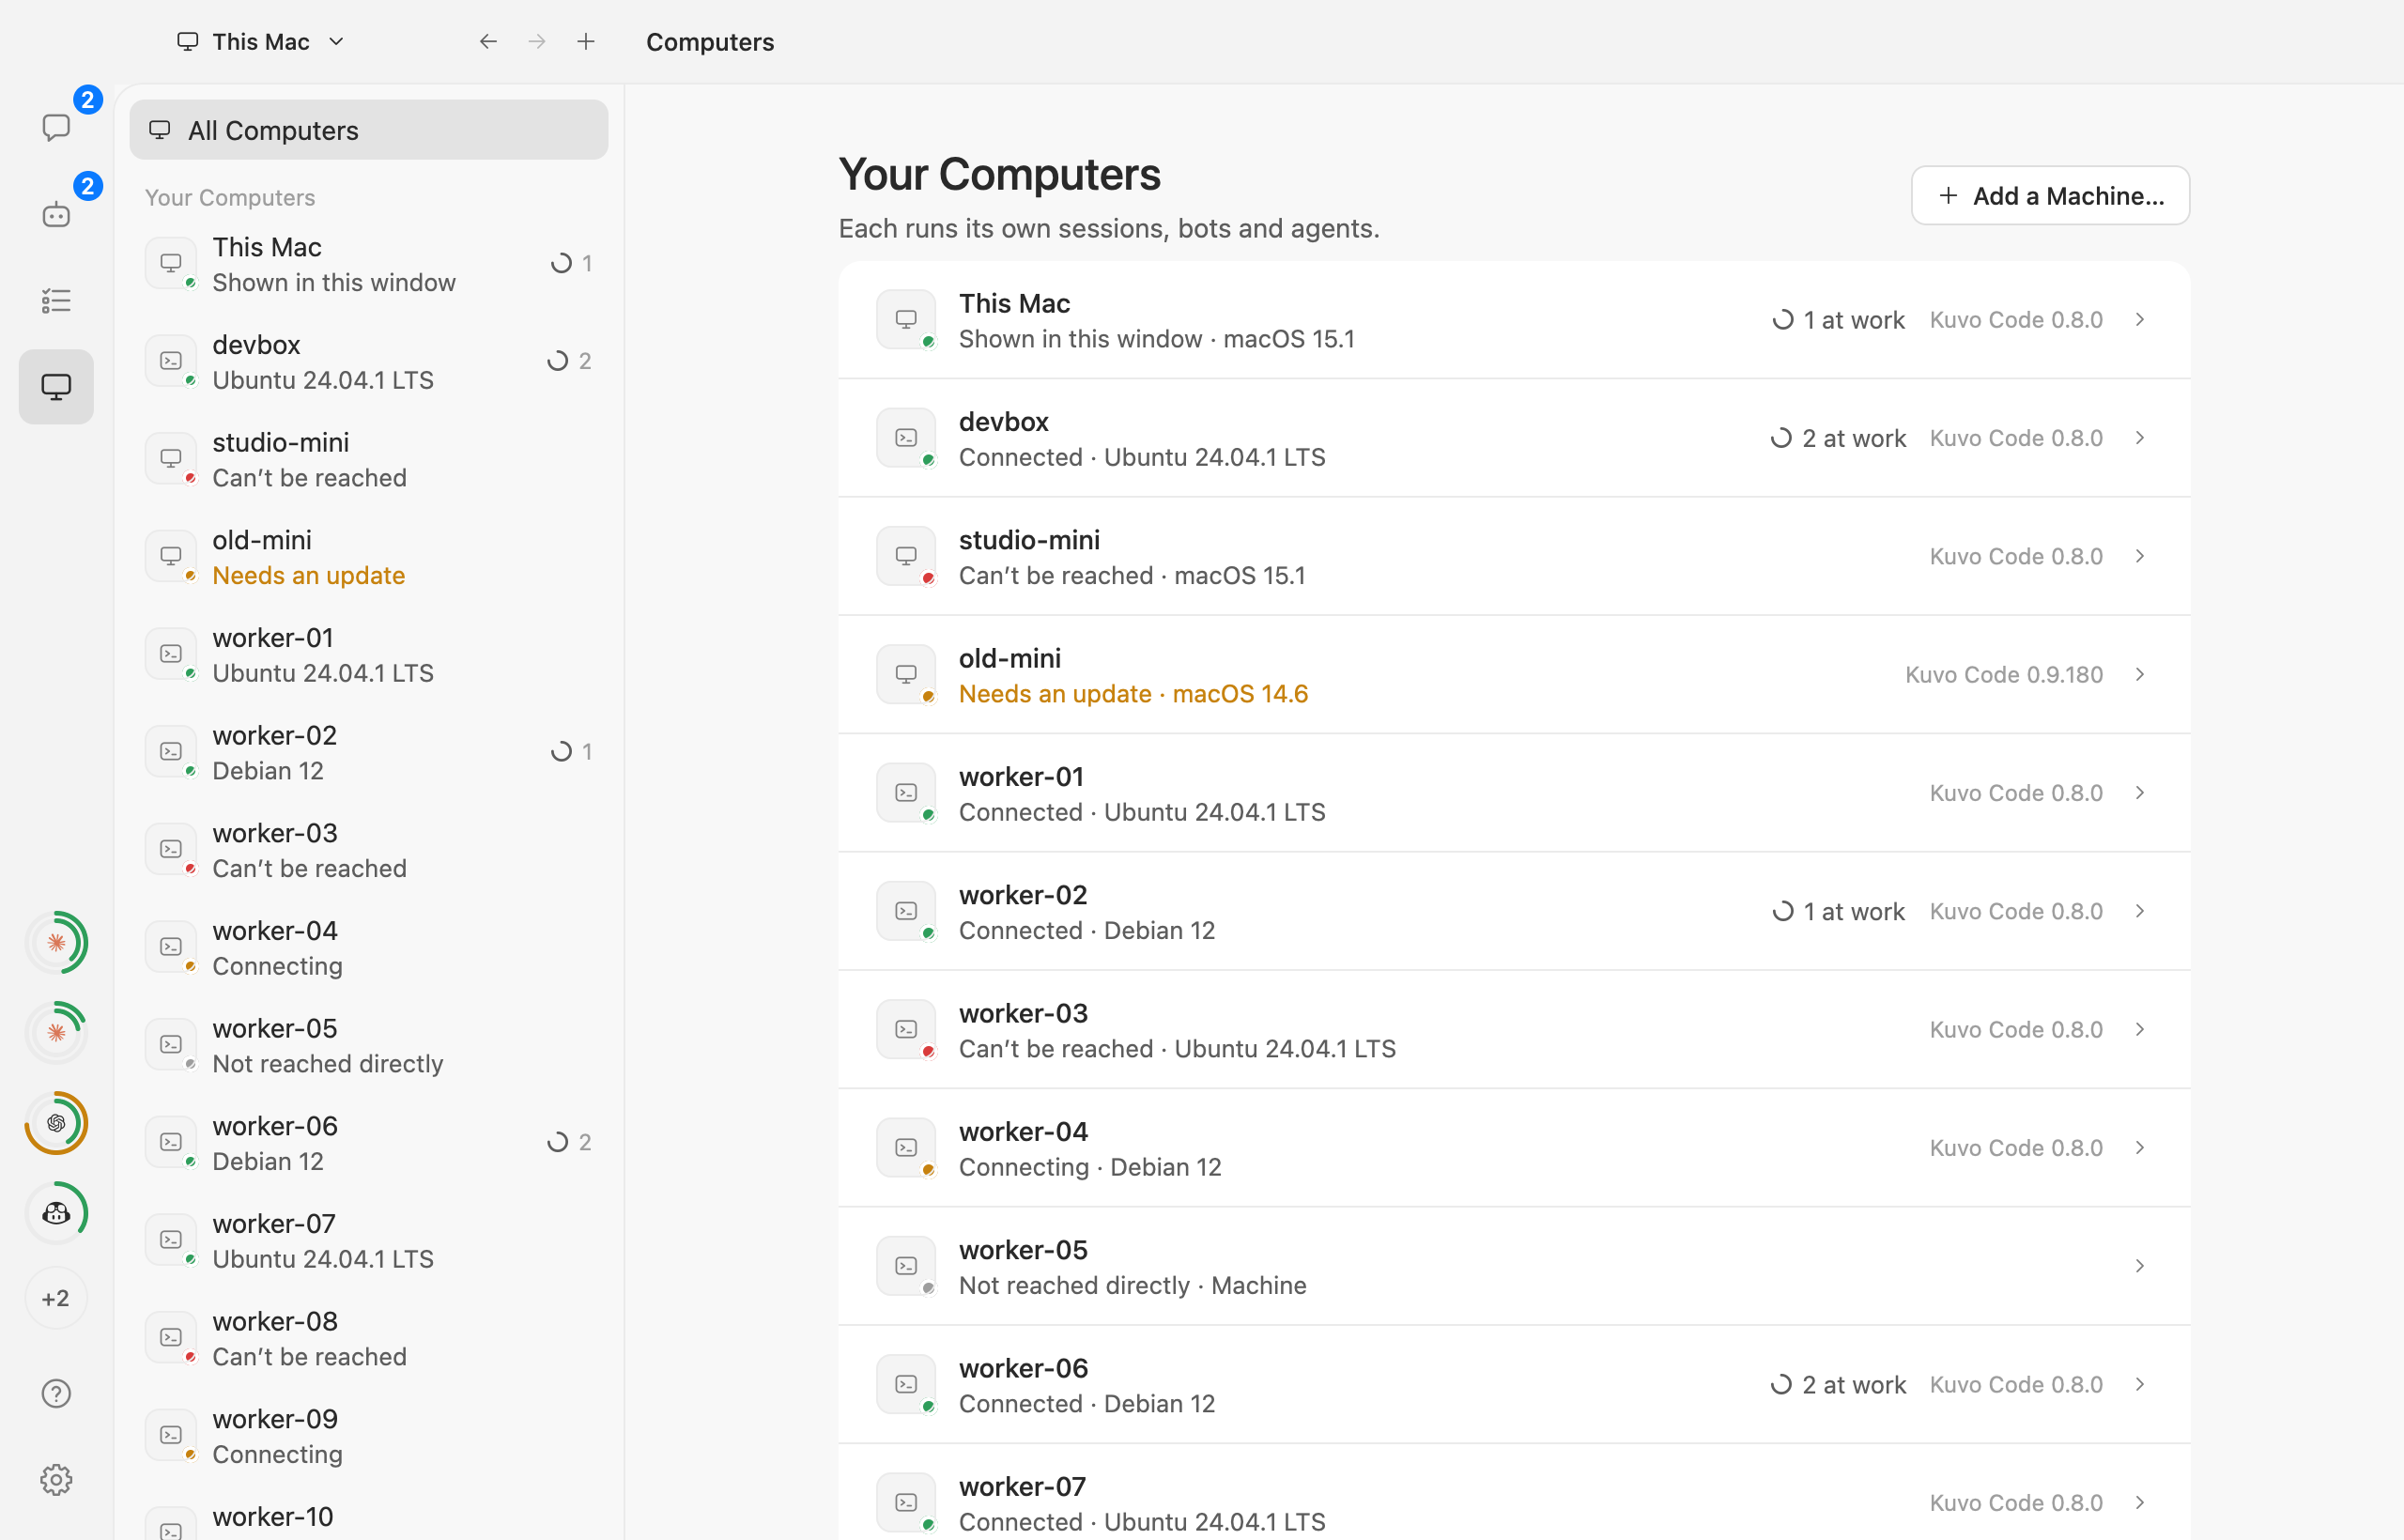 This Mac
Computers
2
2
+2
All Computers
Your Computers
This Mac
Shown in this window
1
devbox
Ubuntu 24.04.1 LTS
2
studio-mini
Can’t be reached
old-mini
Needs an update
worker-01
Ubuntu 24.04.1 LTS
worker-02
Debian 12
1
worker-03
Can’t be reached
worker-04
Connecting
worker-05
Not reached directly
worker-06
Debian 12
2
worker-07
Ubuntu 24.04.1 LTS
worker-08
Can’t be reached
worker-09
Connecting
worker-10
Your Computers
Each runs its own sessions, bots and agents.
Add a Machine...
This Mac
Shown in this window · macOS 15.1
1 at work Kuvo Code 0.8.0
devbox
Connected · Ubuntu 24.04.1 LTS
2 at work Kuvo Code 0.8.0
studio-mini
Can’t be reached · macOS 15.1
Kuvo Code 0.8.0
old-mini
Needs an update · macOS 14.6
Kuvo Code 0.9.180
worker-01
Connected · Ubuntu 24.04.1 LTS
Kuvo Code 0.8.0
worker-02
Connected · Debian 12
1 at work Kuvo Code 0.8.0
worker-03
Can’t be reached · Ubuntu 24.04.1 LTS
Kuvo Code 0.8.0
worker-04
Connecting · Debian 12
Kuvo Code 0.8.0
worker-05
Not reached directly · Machine
worker-06
Connected · Debian 12
2 at work Kuvo Code 0.8.0
worker-07
Connected · Ubuntu 24.04.1 LTS
Kuvo Code 0.8.0